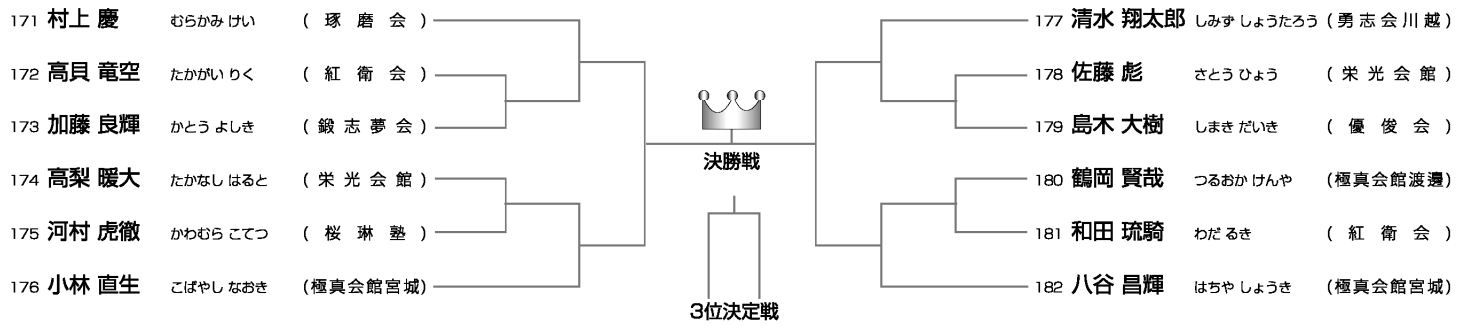 171 村上 慶 むらかみ けい (琢磨会)
172 高貝 竜空 たかがい りく (紅衛会)
173 加藤 良輝 かとう よしき (鍛志夢会)
174 高梨 暖大 たかなし はると (栄光会館)
175 河村 虎徹 かわむら こてつ (桜琳塾)
176 小林 直生 こばやし なおき (極真会館宮城)
決勝戦
3位決定戦
177 清水 翔太郎 しみず しょうたろう (勇志会川越)
178 佐藤 彪 さとう ひょう (栄光会館)
179 島木 大樹 しまき だいき (優俊会)
180 鶴岡 賢哉 つるおか けんや (極真会館渡邊)
181 和田 琉騎 わだ るき (紅衛会)
182 八谷 昌輝 はちや しょうき (極真会館宮城)